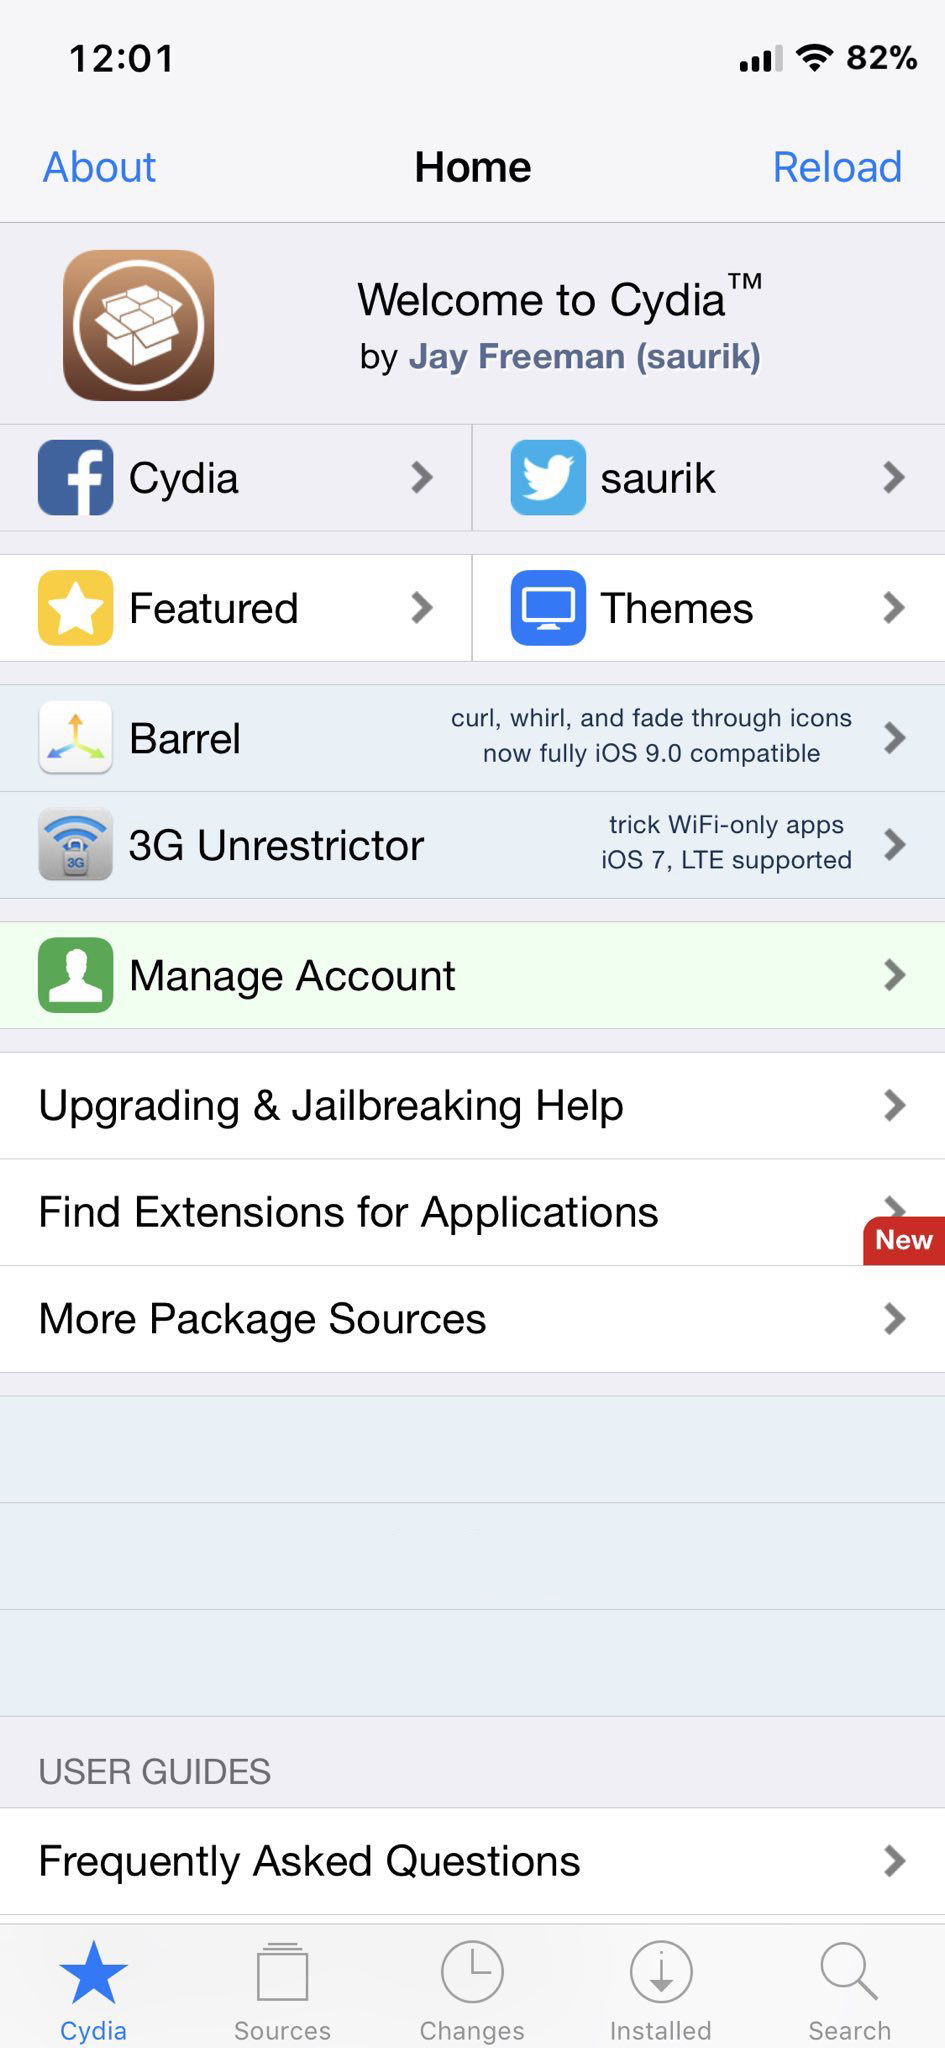 12:01
82%
About
Home
Reload
Welcome to Cydia™
by Jay Freeman (saurik)
Cydia
saurik
Featured
Themes
Barrel
curl, whirl, and fade through icons
now fully iOS 9.0 compatible
3G
3G Unrestrictor
trick WiFi-only apps
iOS 7, LTE supported
Manage Account
Upgrading & Jailbreaking Help
Find Extensions for Applications
New
More Package Sources
USER GUIDES
Frequently Asked Questions
Cydia
Sources
Changes
Installed
Search